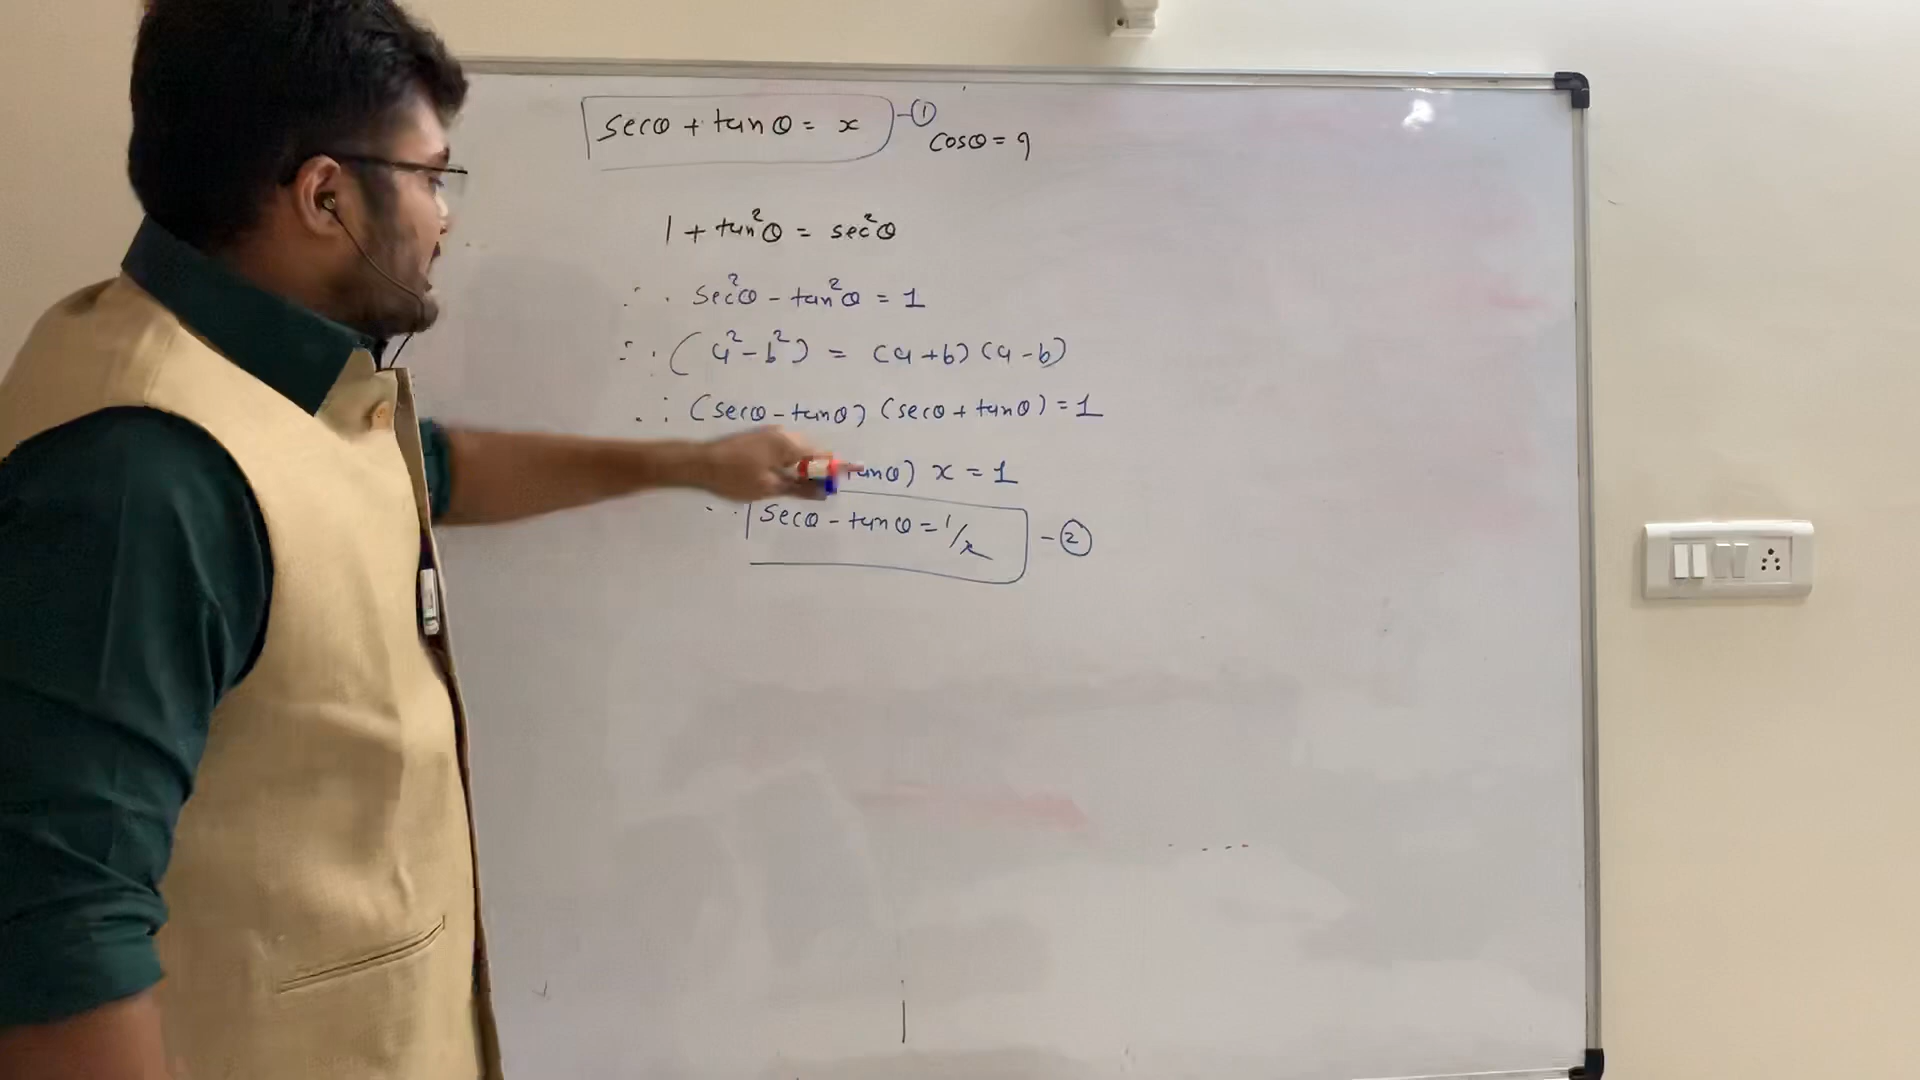 secθ + tanθ = x -①
cosθ = ?
1 + tan²θ = sec²θ
∴ sec²θ - tan²θ = 1
∴ (a² - b²) = (a + b) (a - b)
∴ (secθ - tanθ) (secθ + tanθ) = 1
tanθ) x = 1
∴ secθ - tanθ = 1/x -②